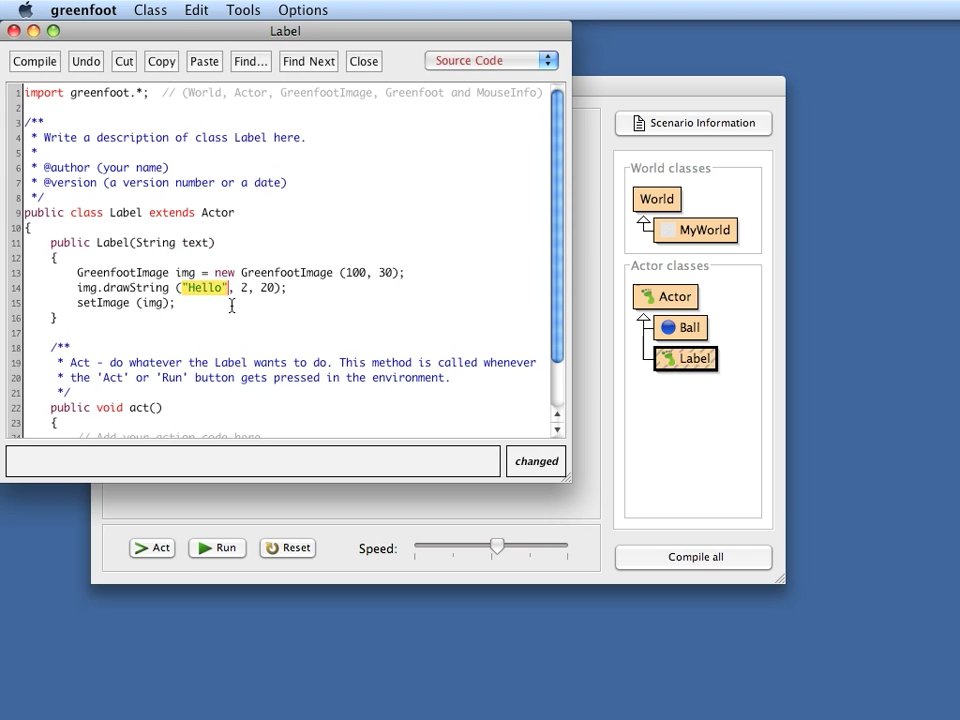 greenfoot Class Edit Tools Options
Label
Compile Undo Cut Copy Paste Find... Find Next Close Source Code
1 import greenfoot.*;  // (World, Actor, GreenfootImage, Greenfoot and MouseInfo)
2
3 /**
4  * Write a description of class Label here.
5  *
6  * @author (your name)
7  * @version (a version number or a date)
8  */
9 public class Label extends Actor
10 {
11     public Label(String text)
12     {
13         GreenfootImage img = new GreenfootImage (100, 30);
14         img.drawString ("Hello", 2, 20);
15         setImage (img);
16     }
17
18     /**
19      * Act - do whatever the Label wants to do. This method is called whenever
20      * the 'Act' or 'Run' button gets pressed in the environment.
21      */
22     public void act()
23     {
24         // Add your action code here.
changed
Scenario Information
World classes
World
MyWorld
Actor classes
Actor
Ball
Label
Act Run Reset Speed:
Compile all